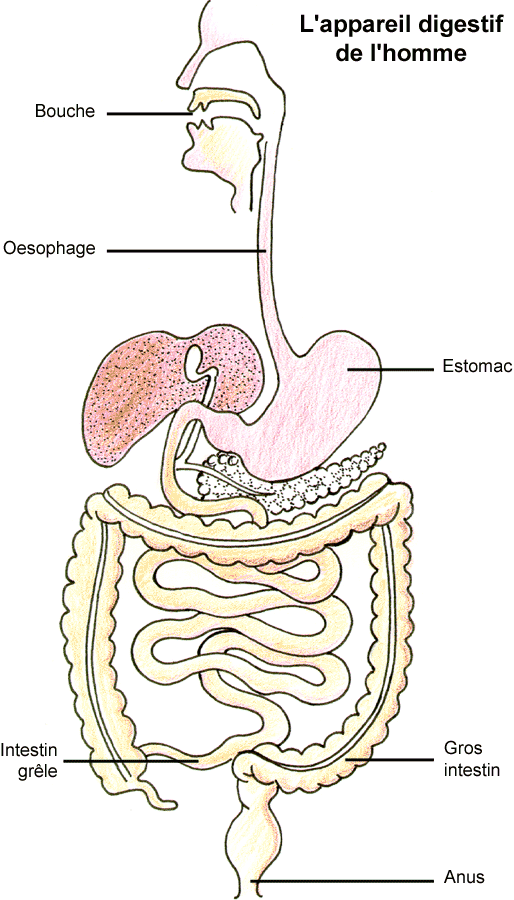 L'appareil digestif
de l'homme
Bouche
Oesophage
Estomac
Intestin
grêle
Gros
intestin
Anus